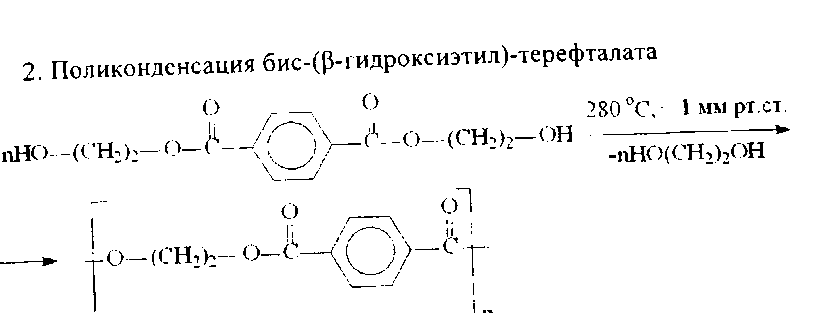 2. Поликонденсация бис-(β-гидроксиэтил)-терефталата
O O
nHO—(CH₂)₂—O—C— —C—O—(CH₂)₂—OH
280 °C, 1 мм рт.ст.
-nHO(CH₂)₂OH
O O
—O—(CH₂)₂—O—C— —C—
n